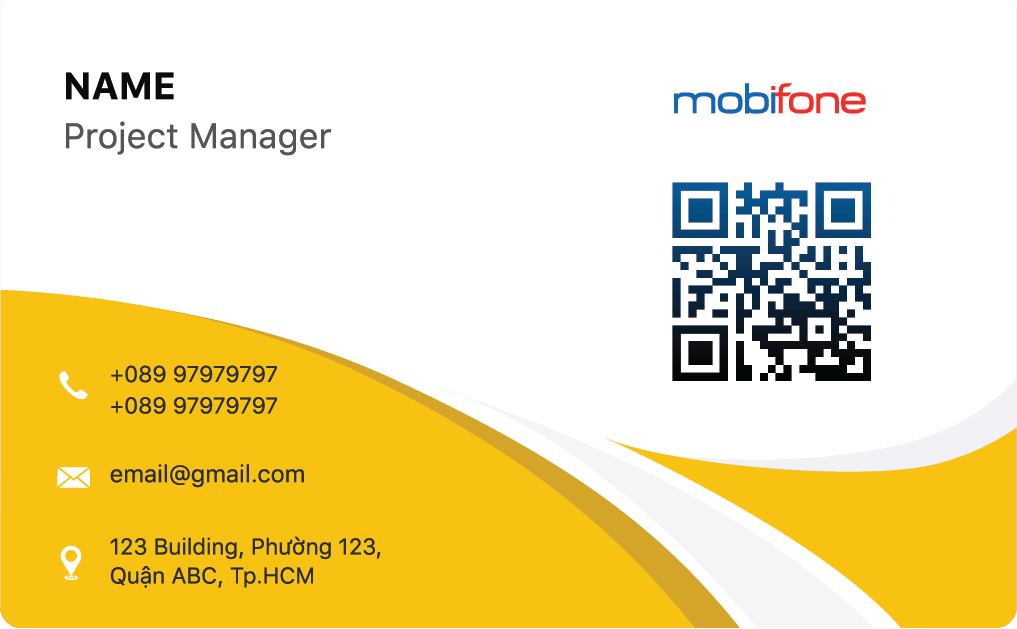 NAME
Project Manager
mobifone
+089 97979797
+089 97979797
email@gmail.com
123 Building, Phường 123,
Quận ABC, Tp.HCM